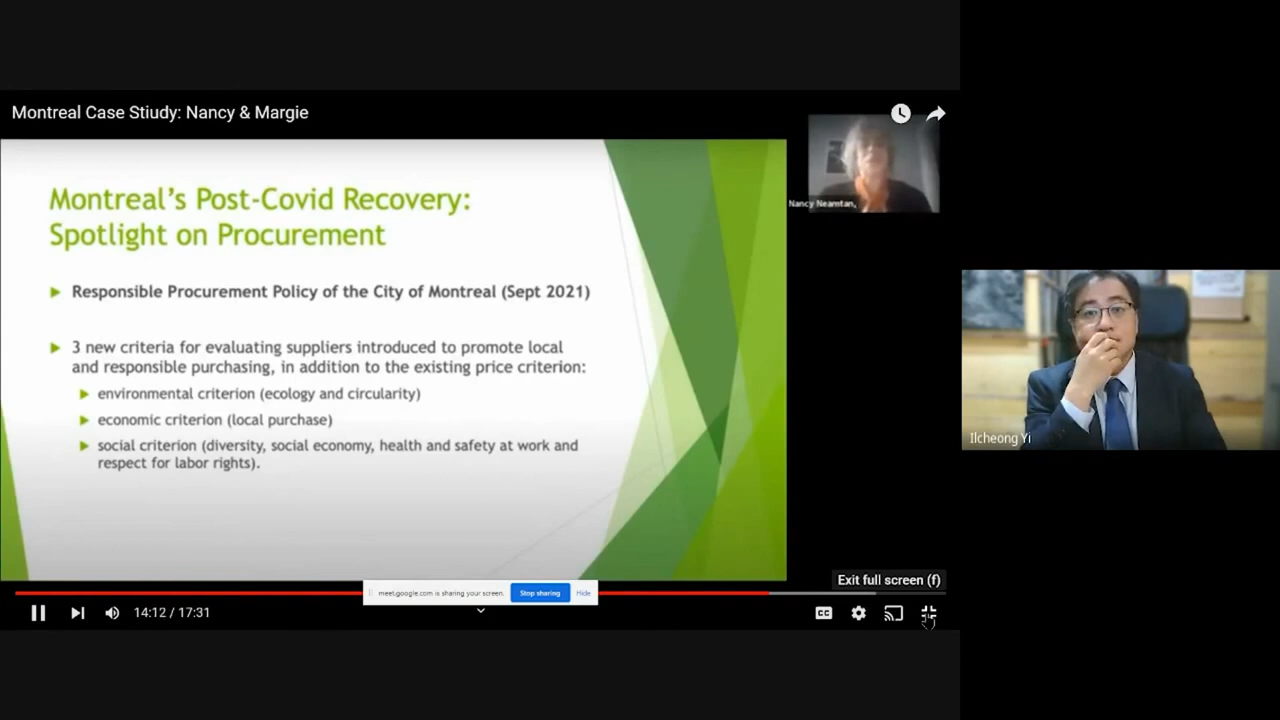 Montreal Case Stiudy: Nancy & Margie
Nancy Neamtan,
Montreal's Post-Covid Recovery:
Spotlight on Procurement
Responsible Procurement Policy of the City of Montreal (Sept 2021)
3 new criteria for evaluating suppliers introduced to promote local
and responsible purchasing, in addition to the existing price criterion:
environmental criterion (ecology and circularity)
economic criterion (local purchase)
social criterion (diversity, social economy, health and safety at work and
respect for labor rights).
Ilcheong Yi
Exit full screen (f)
meet.google.com is sharing your screen.
Stop sharing
Hide
14:12 / 17:31
CC